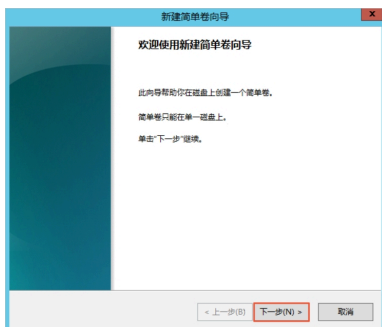 新建简单卷向导
x
欢迎使用新建简单卷向导
此向导帮助你在磁盘上创建一个简单卷。
简单卷只能在单一磁盘上。
单击"下一步"继续。
< 上一步(B) 下一步(N) > 取消